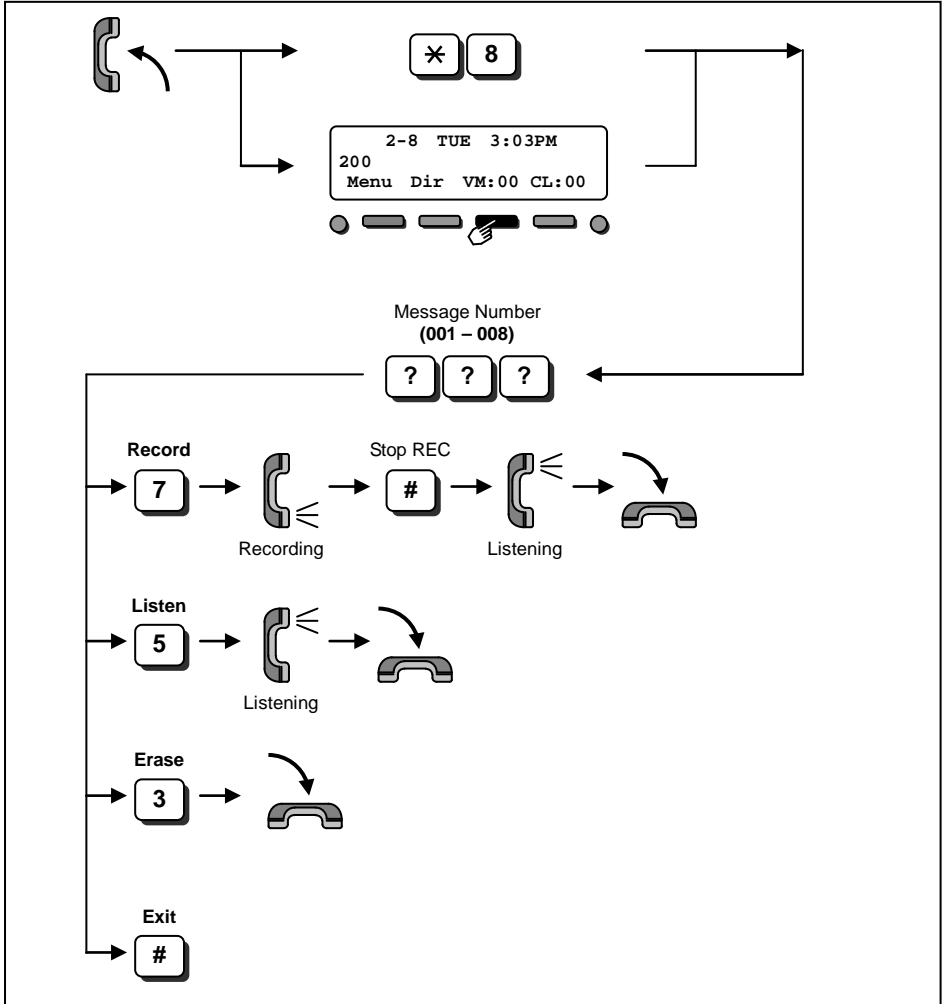 * 8
2-8 TUE 3:03PM
200
Menu Dir VM:00 CL:00
Message Number
(001 – 008)
? ? ?
Record
7
Recording
Stop REC
#
Listening
Listen
5
Listening
Erase
3
Exit
#